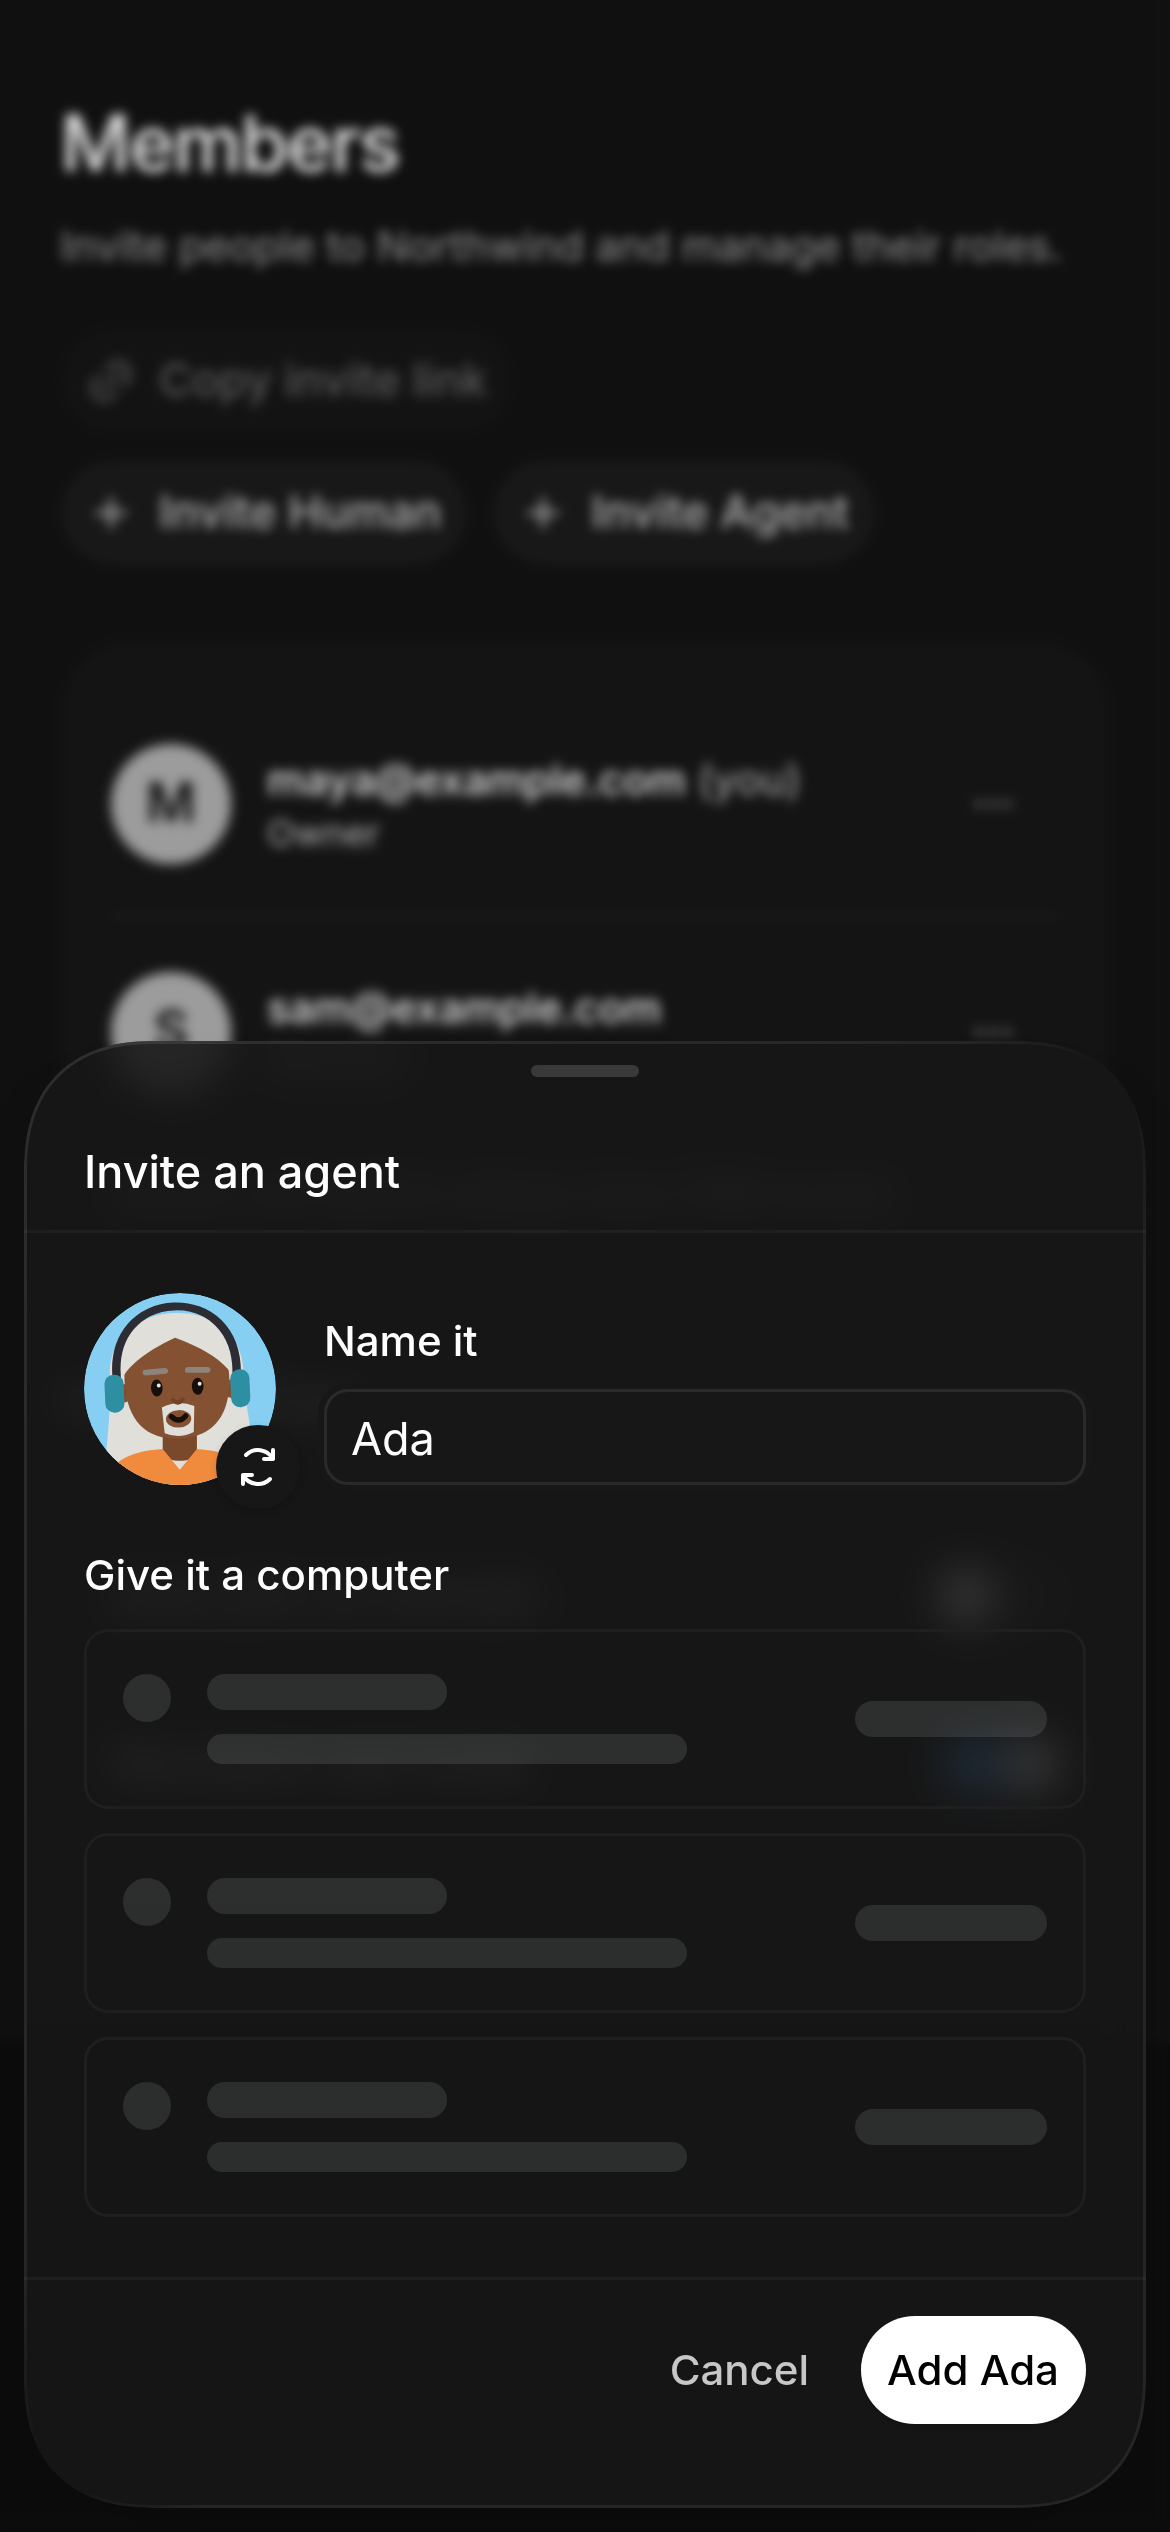 Members
Invite people to Northwind and manage their roles.
Copy invite link
Invite Human
Invite Agent
M
maya@example.com (you)
Owner
S
sam@example.com
Invite an agent
Name it
Ada
Give it a computer
Cancel
Add Ada